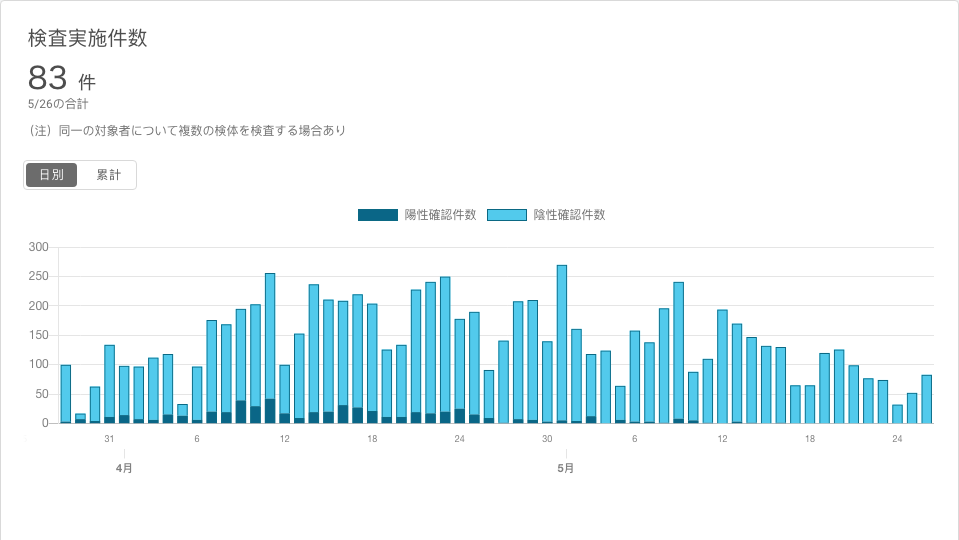 検査実施件数
83 件
5/26の合計
（注）同一の対象者について複数の検体を検査する場合あり
日別 累計
陽性確認件数 陰性確認件数
300
250
200
150
100
50
0
31 6 12 18 24 30 6 12 18 24
4月 5月